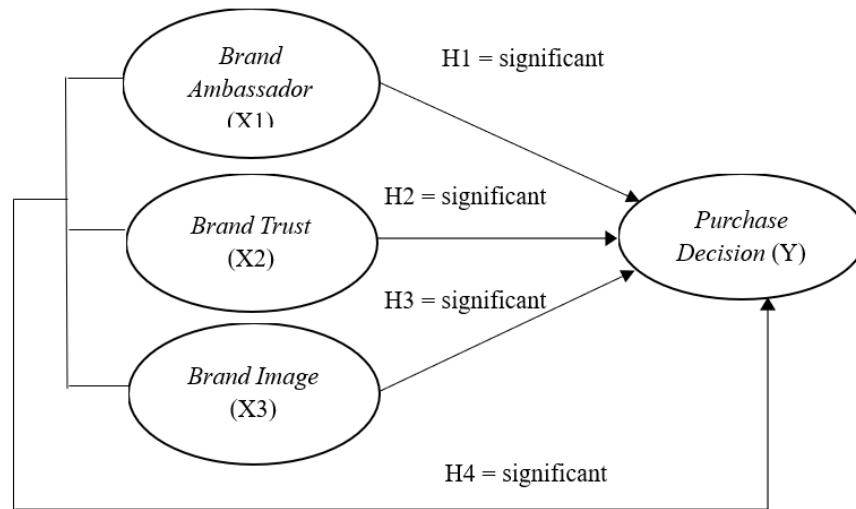 Brand
Ambassador
(X1)
H1 = significant
Brand Trust
(X2)
H2 = significant
Purchase
Decision (Y)
H3 = significant
Brand Image
(X3)
H4 = significant